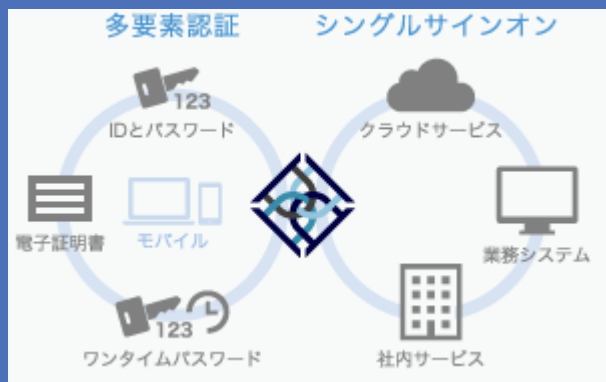 多要素認証
シングルサインオン
123
IDとパスワード
クラウドサービス
電子証明書
モバイル
業務システム
123
ワンタイムパスワード
社内サービス